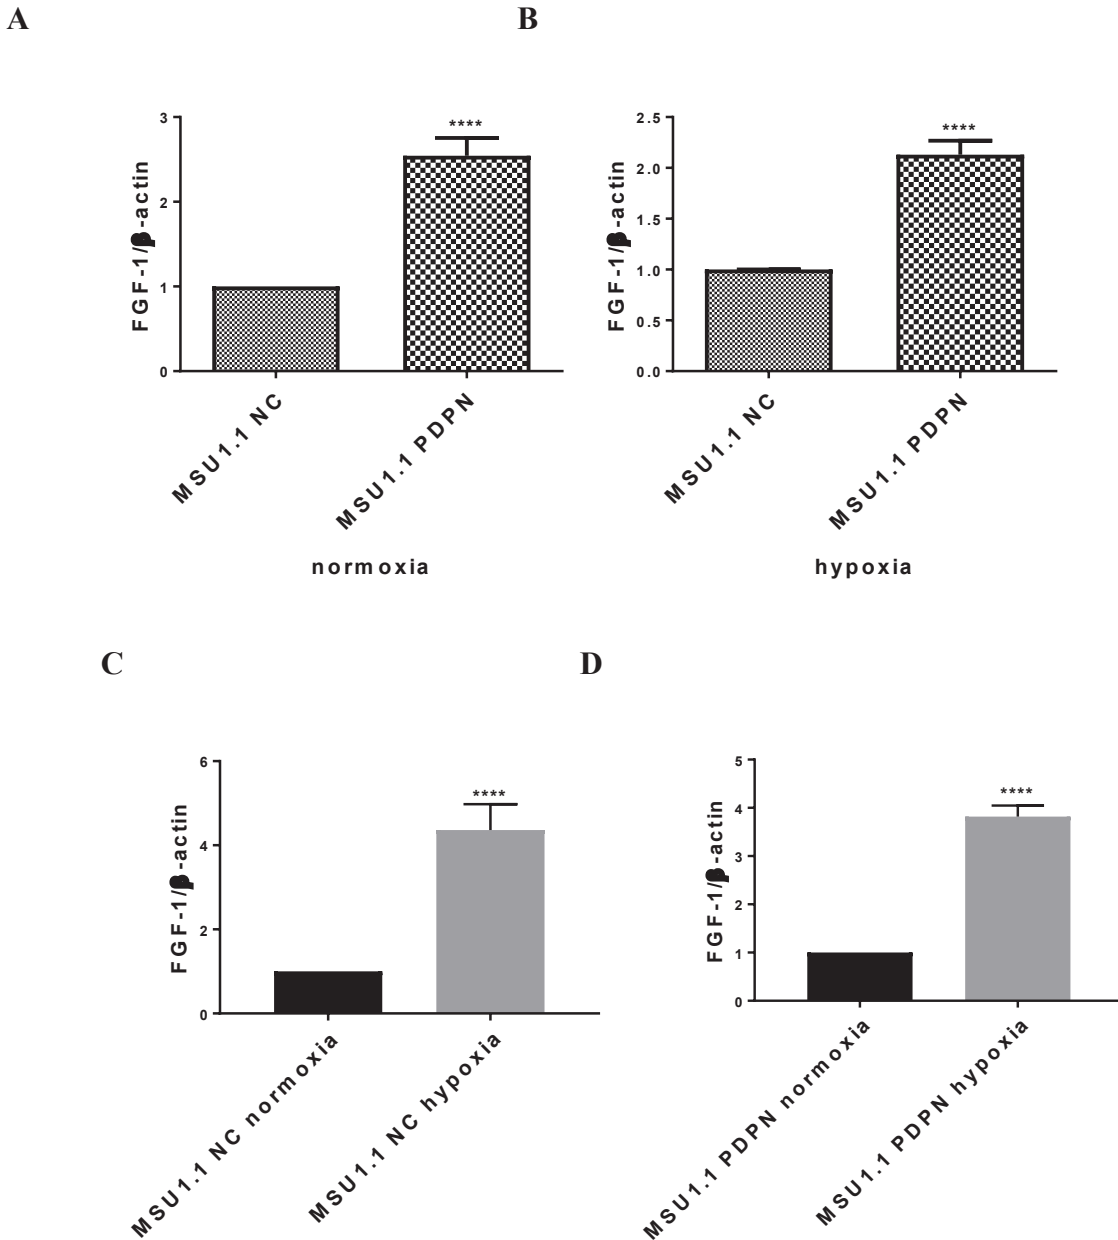 A
B
3
2
1
0
FGF-1/β-actin
****
MSU1.1 NC
MSU1.1 PDPN
normoxia
2.5
2.0
1.5
1.0
0.5
0.0
FGF-1/β-actin
****
MSU1.1 NC
MSU1.1 PDPN
hypoxia
C
D
6
4
2
0
FGF-1/β-actin
****
MSU1.1 NC normoxia
MSU1.1 NC hypoxia
5
4
3
2
1
0
FGF-1/β-actin
****
MSU1.1 PDPN normoxia
MSU1.1 PDPN hypoxia